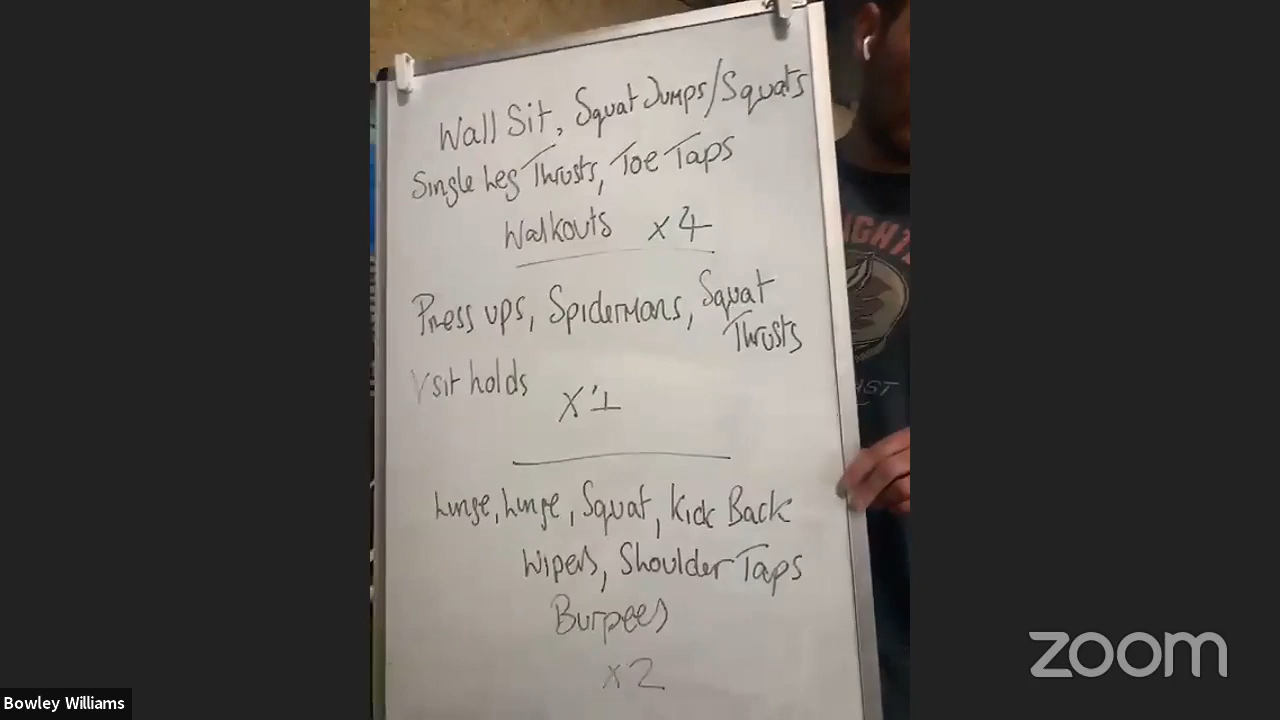 Wall Sit, Squat Jumps/Squats
Single Leg Thrusts, Toe Taps
Walkouts x4
Press ups, Spidermans, Squat
Thrusts
V sit holds
x1
Lunge, Lunge, Squat, Kick Back
Wipers, Shoulder Taps
Burpees
x2
zoom
Bowley Williams